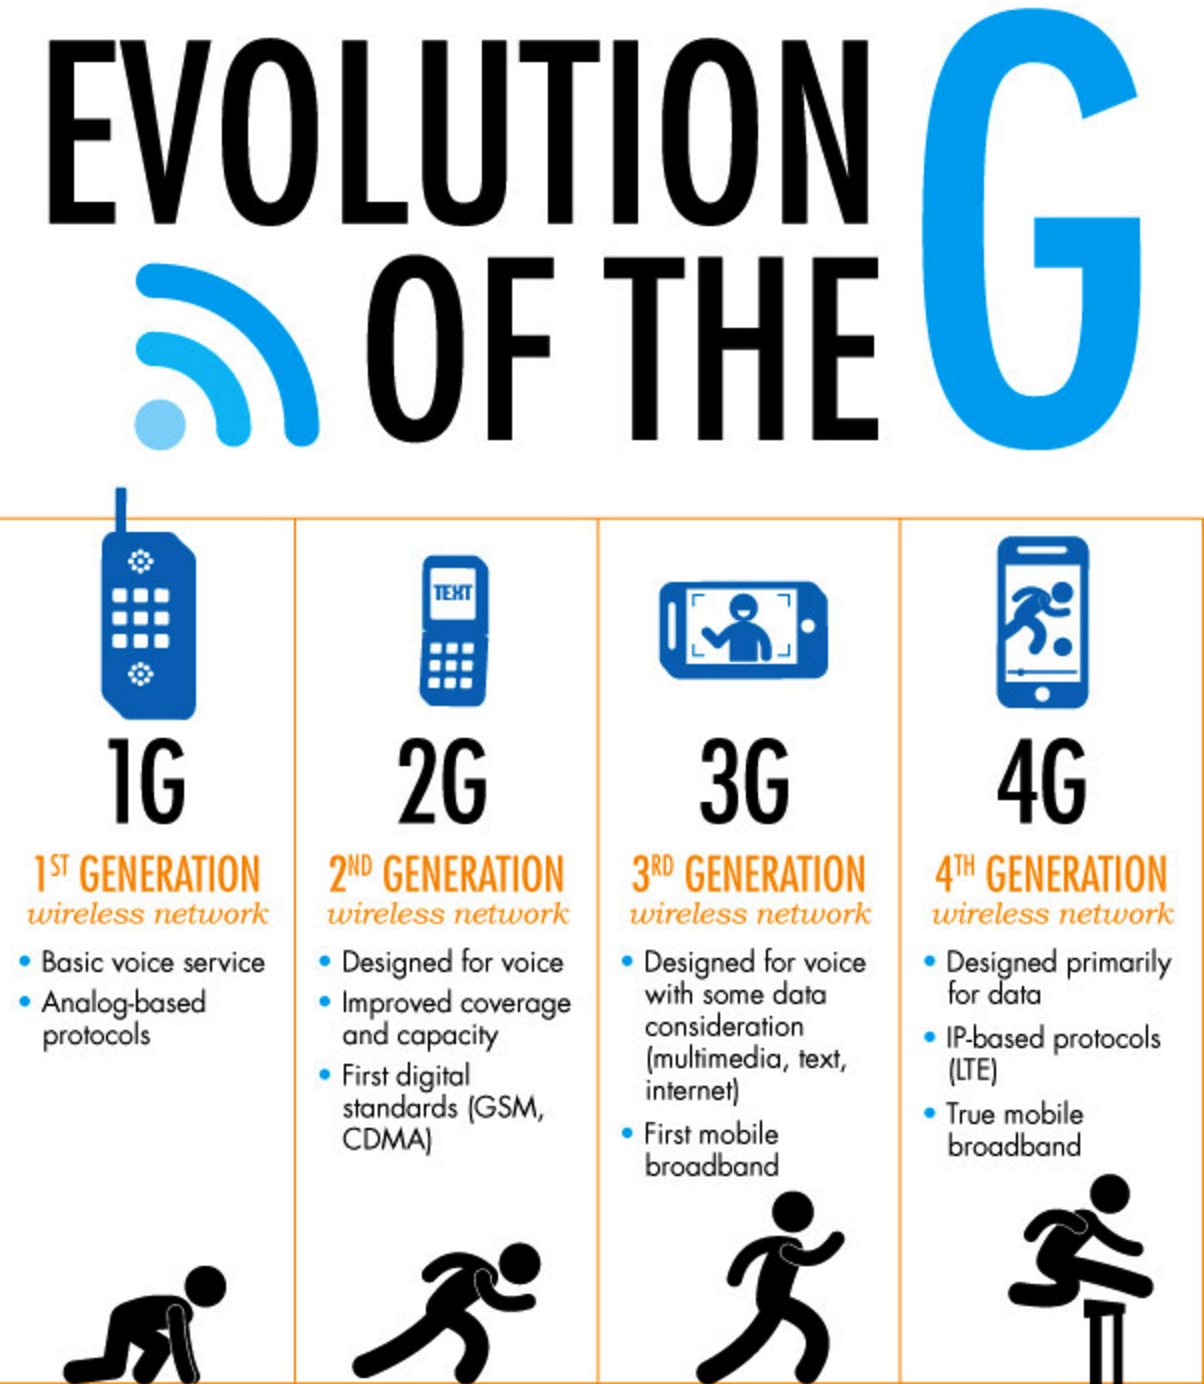 EVOLUTION
OF THE
G
TEXT
1G
1ST GENERATION
wireless network
• Basic voice service
• Analog-based
protocols
2G
2ND GENERATION
wireless network
• Designed for voice
• Improved coverage
and capacity
• First digital
standards (GSM,
CDMA)
3G
3RD GENERATION
wireless network
• Designed for voice
with some data
consideration
(multimedia, text,
internet)
• First mobile
broadband
4G
4TH GENERATION
wireless network
• Designed primarily
for data
• IP-based protocols
(LTE)
• True mobile
broadband